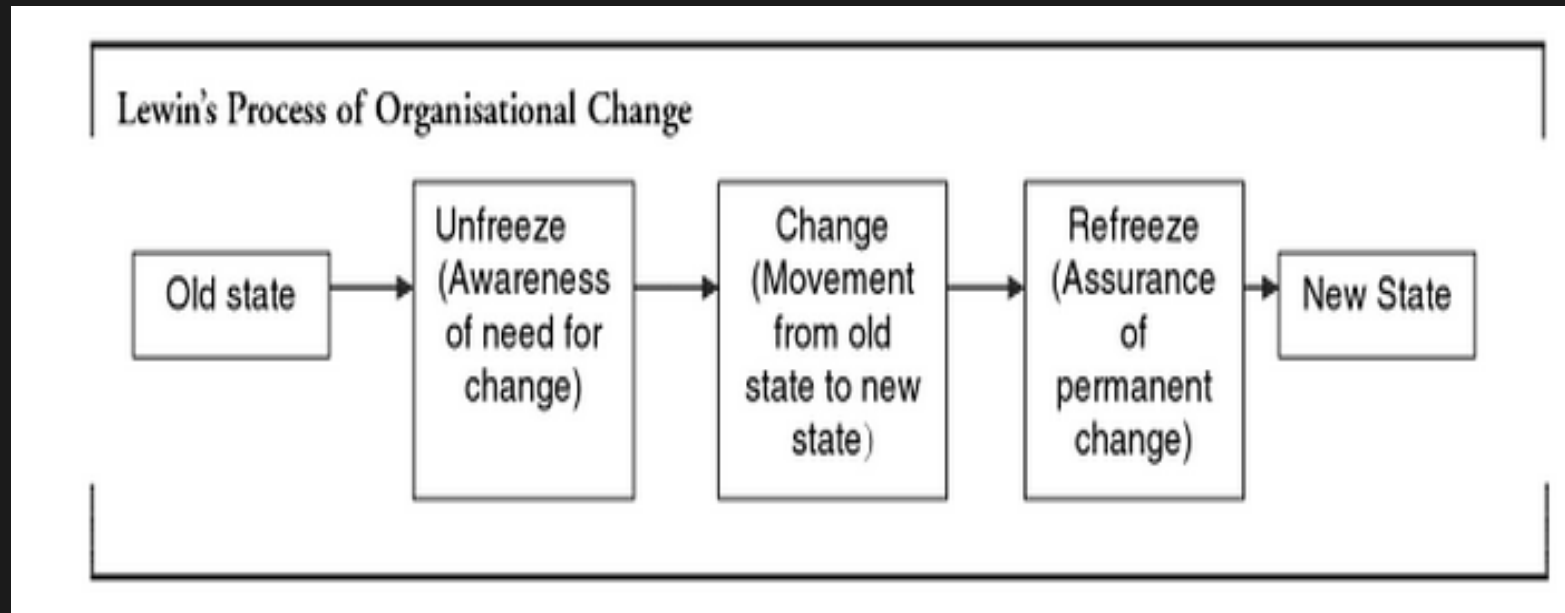 Lewin's Process of Organisational Change
Old state
Unfreeze
(Awareness
of need for
change)
Change
(Movement
from old
state to new
state)
Refreeze
(Assurance
of
permanent
change)
New State